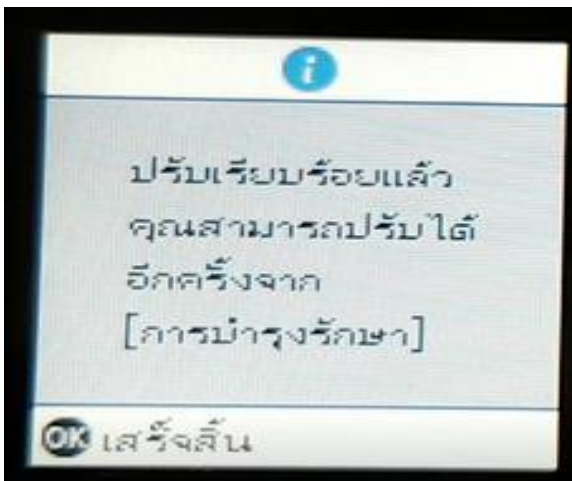 i
ปรับเรียบร้อยแล้ว
คุณสามารถปรับได้
อีกครั้งจาก
[การบำรุงรักษา]
OK เสร็จสิ้น